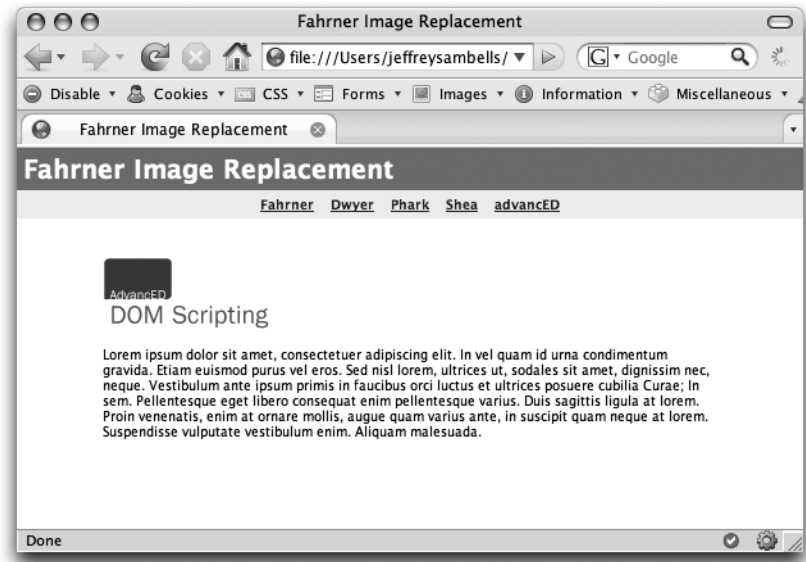 Fahrner Image Replacement
file:///Users/jeffreysambells/
G Google
Disable Cookies CSS Forms Images Information Miscellaneous
Fahrner Image Replacement
Fahrner Image Replacement
Fahrner Dwyer Phark Shea advancED
AdvancED
DOM Scripting
Lorem ipsum dolor sit amet, consectetuer adipiscing elit. In vel quam id urna condimentum
gravida. Etiam euismod purus vel eros. Sed nisl lorem, ultrices ut, sodales sit amet, dignissim nec,
neque. Vestibulum ante ipsum primis in faucibus orci luctus et ultrices posuere cubilia Curae; In
sem. Pellentesque eget libero consequat enim pellentesque varius. Duis sagittis ligula at lorem.
Proin venenatis, enim at ornare mollis, augue quam varius ante, in suscipit quam neque at lorem.
Suspendisse vulputate vestibulum enim. Aliquam malesuada.
Done